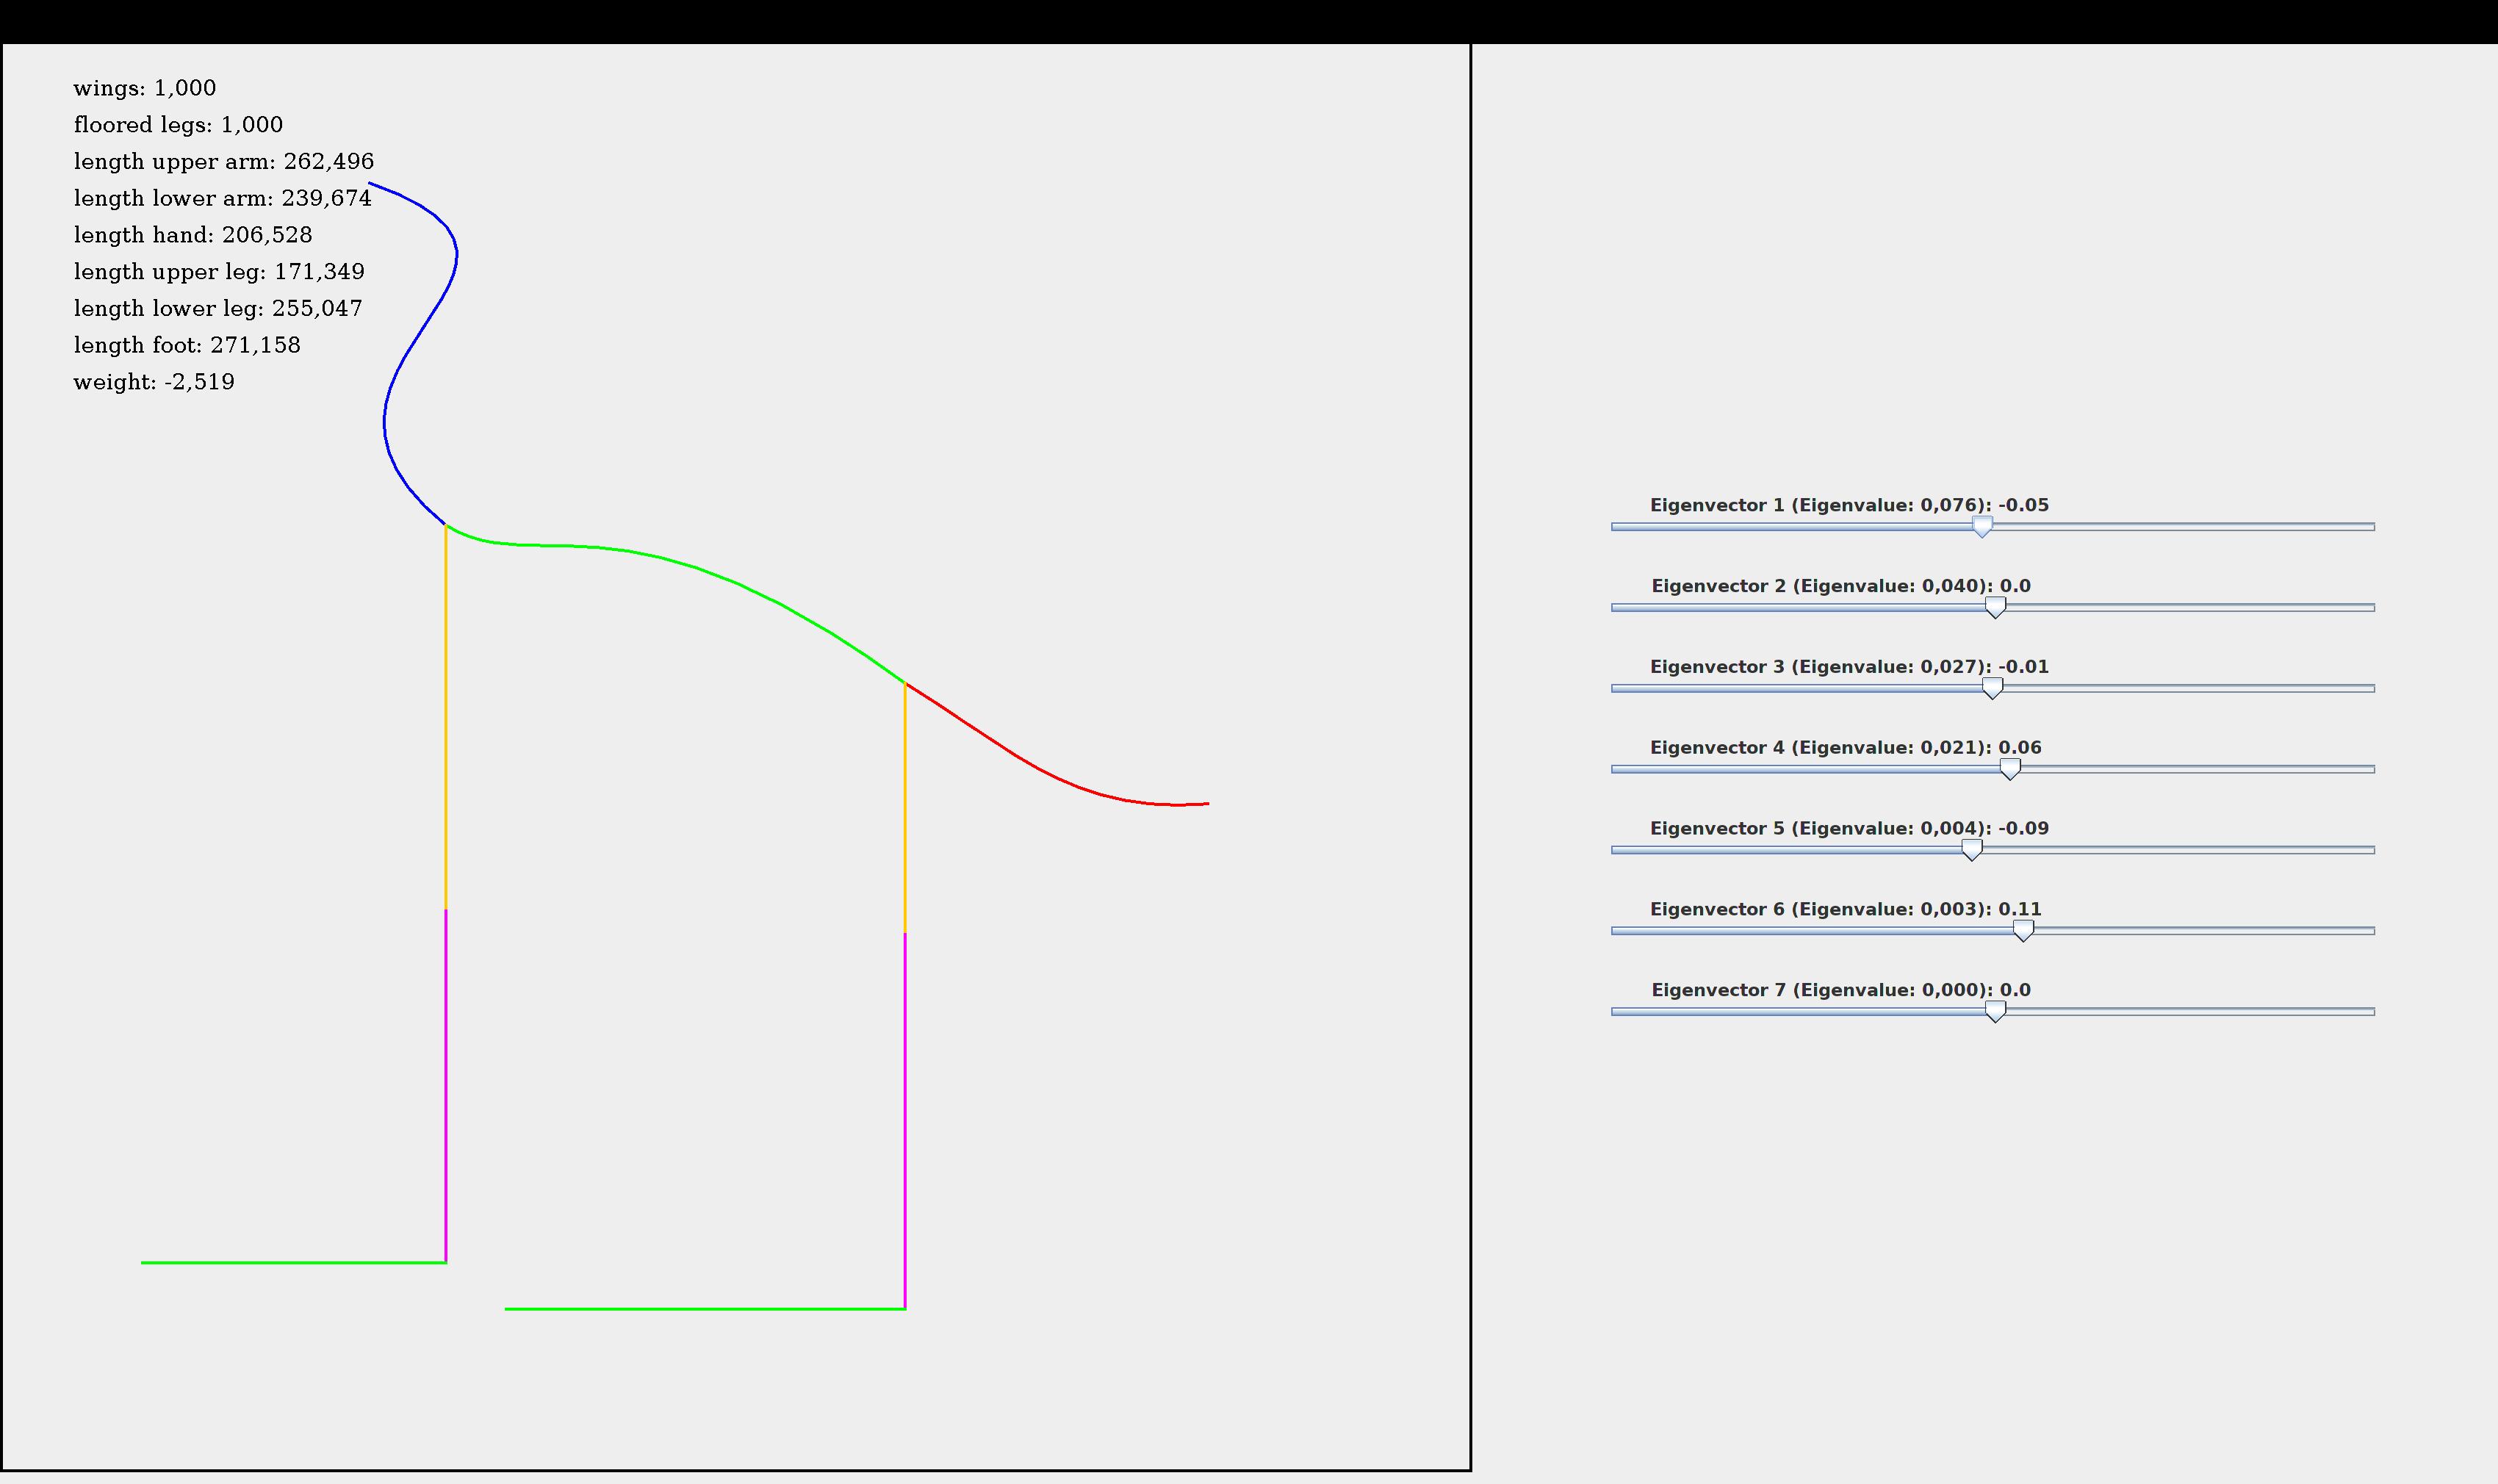 wings: 1,000
floored legs: 1,000
length upper arm: 262,496
length lower arm: 239,674
length hand: 206,528
length upper leg: 171,349
length lower leg: 255,047
length foot: 271,158
weight: -2,519
Eigenvector 1 (Eigenvalue: 0,076): -0.05
Eigenvector 2 (Eigenvalue: 0,040): 0.0
Eigenvector 3 (Eigenvalue: 0,027): -0.01
Eigenvector 4 (Eigenvalue: 0,021): 0.06
Eigenvector 5 (Eigenvalue: 0,004): -0.09
Eigenvector 6 (Eigenvalue: 0,003): 0.11
Eigenvector 7 (Eigenvalue: 0,000): 0.0